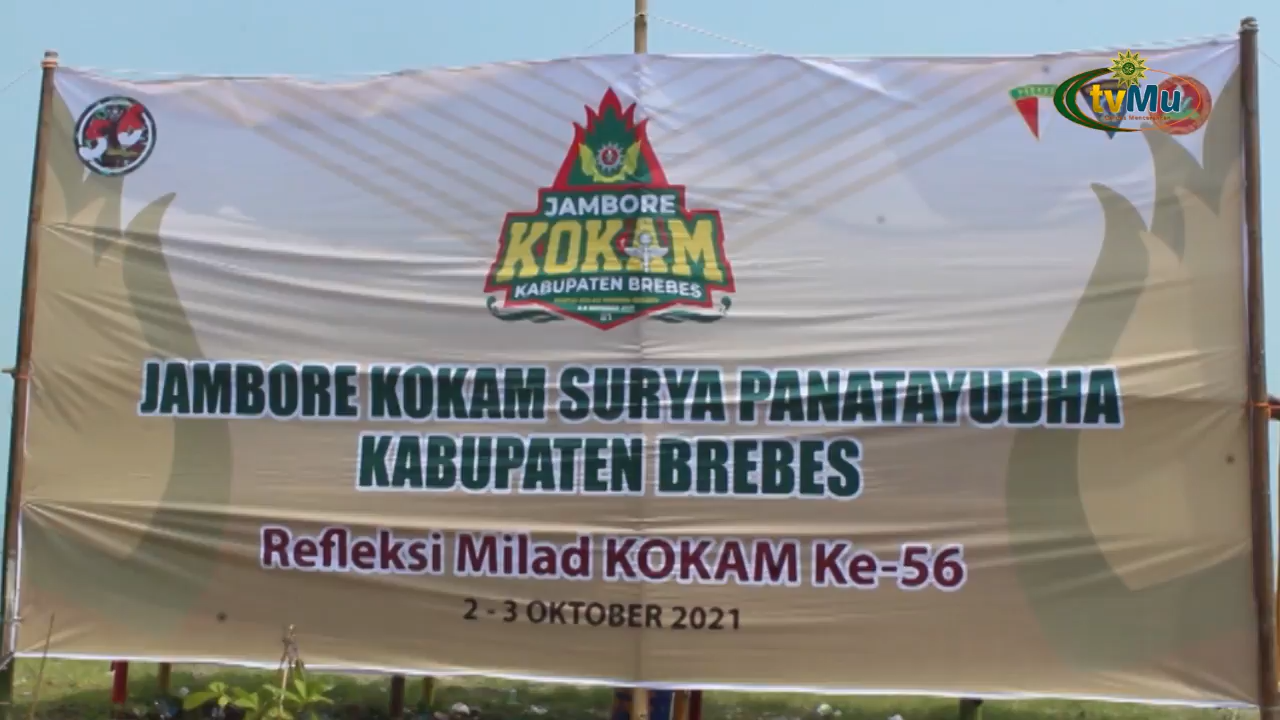 tvMu
JAMBORE
KOKAM
KABUPATEN BREBES
JAMBORE KOKAM SURYA PANATAYUDHA
KABUPATEN BREBES
Refleksi Milad KOKAM Ke-56
2 - 3 OKTOBER 2021